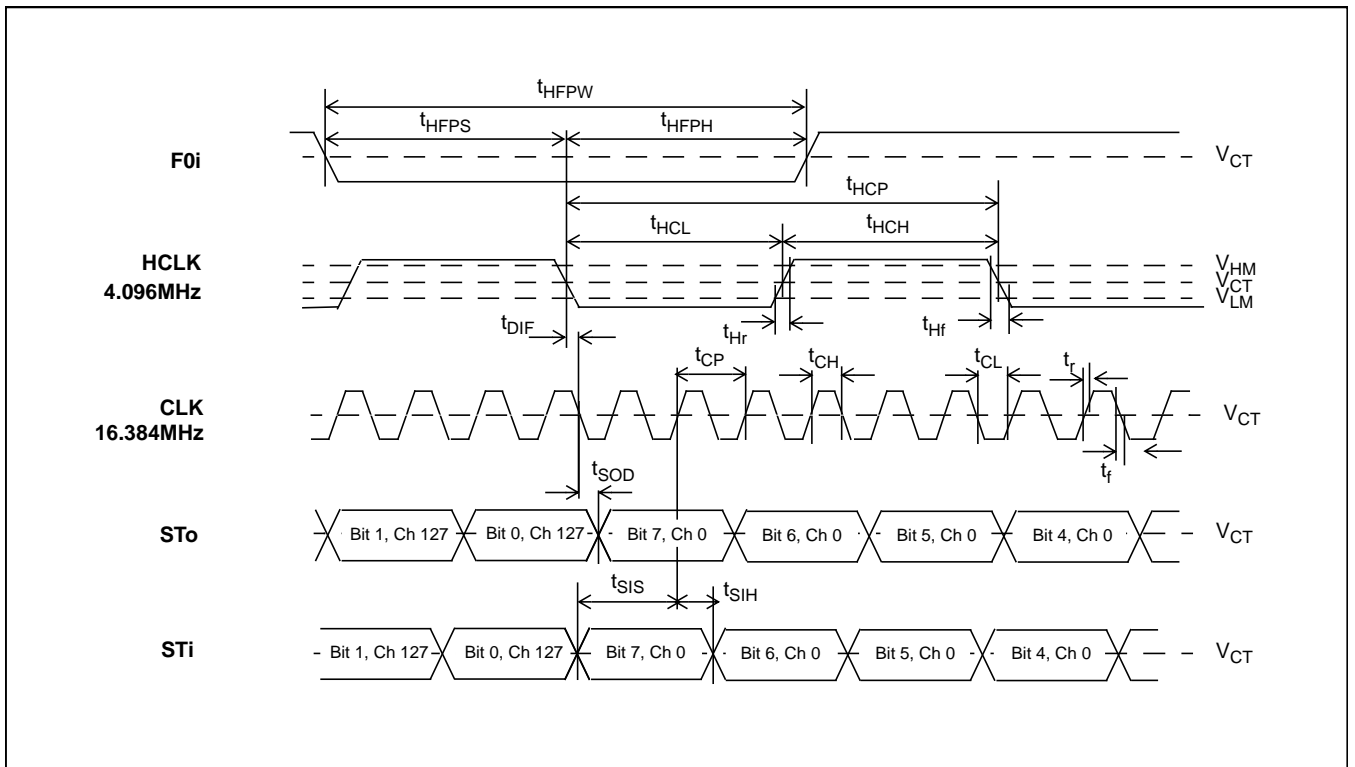 tHFPW
tHFPS
tHFPH
F0i
VCT
tHCP
tHCL
tHCH
HCLK
4.096MHz
VHM
VCT
VLM
tDIF
tHr
tHf
tCP
tCH
tCL
tr
CLK
16.384MHz
VCT
tf
tSOD
STo
Bit 1, Ch 127
Bit 0, Ch 127
Bit 7, Ch 0
Bit 6, Ch 0
Bit 5, Ch 0
Bit 4, Ch 0
VCT
tSIS
tSIH
STi
Bit 1, Ch 127
Bit 0, Ch 127
Bit 7, Ch 0
Bit 6, Ch 0
Bit 5, Ch 0
Bit 4, Ch 0
VCT